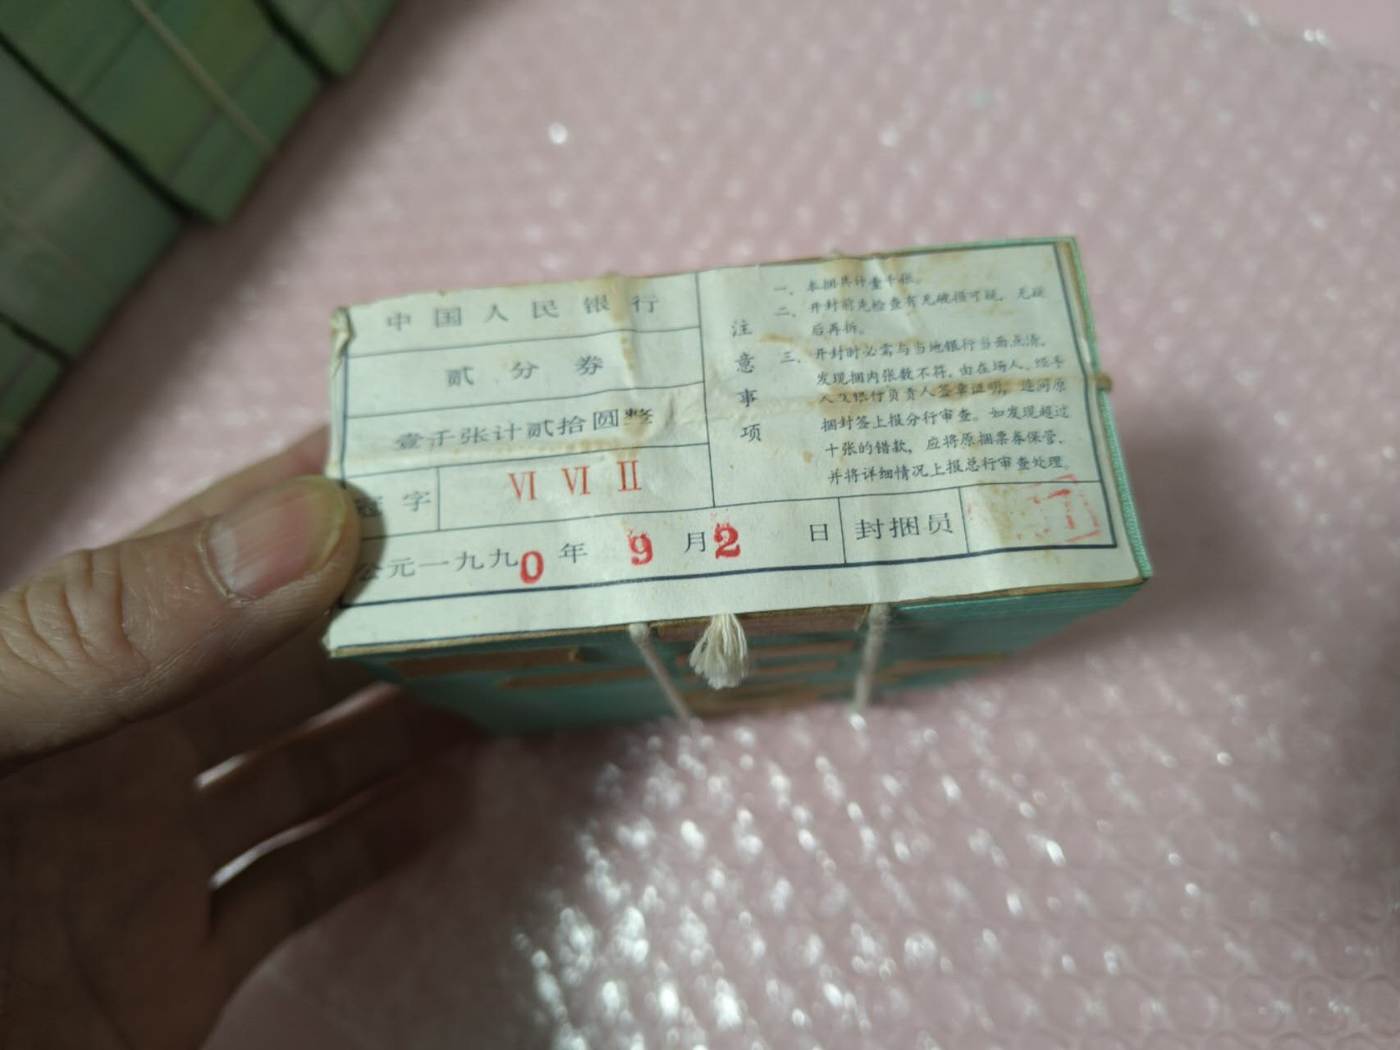 中国人民银行
贰分券
壹千张计贰拾圆整
字 VI VI II
公元一九九0年 9月2 日
封捆员
注意事项
一、本捆共计壹千张。
二、开封前先检查有无破损可疑，无疑
后再拆。
三、开封时必需与当地银行当面点清，
发现捆内张数不符，由在场人、经手
人及银行负责人签章证明，连同原
捆封签上报分行审查。如发现超过
十张的错款，应将原捆票券保管，
并将详细情况上报总行审查处理。